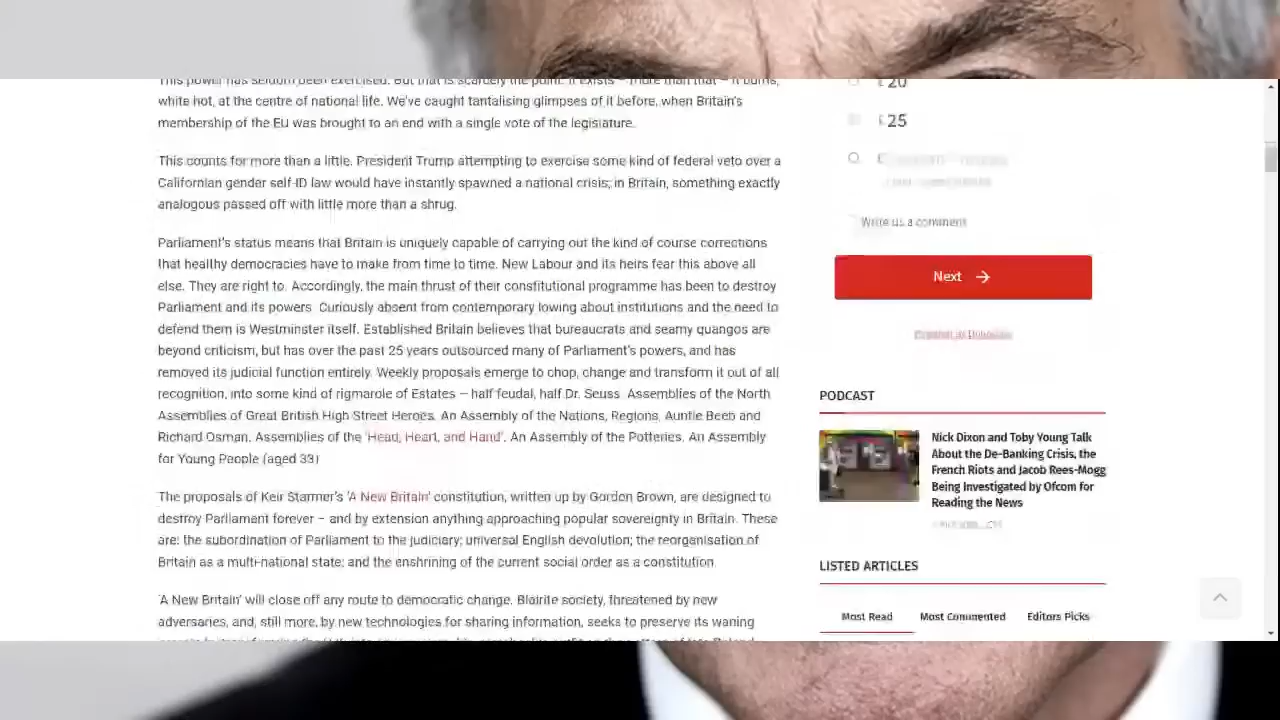 This power has seldom been exercised. But that is scarcely the point. It exists – more than that – it burns,
white hot, at the centre of national life. We've caught tantalising glimpses of it before, when Britain's
membership of the EU was brought to an end with a single vote of the legislature.
This counts for more than a little. President Trump attempting to exercise some kind of federal veto over a
Californian gender self-ID law would have instantly spawned a national crisis; in Britain, something exactly
analogous passed off with little more than a shrug.
Parliament's status means that Britain is uniquely capable of carrying out the kind of course corrections
that healthy democracies have to make from time to time. New Labour and its heirs fear this above all
else. They are right to. Accordingly, the main thrust of their constitutional programme has been to destroy
Parliament and its powers. Curiously absent from contemporary lowing about institutions and the need to
defend them is Westminster itself. Established Britain believes that bureaucrats and seamy quangos are
beyond criticism, but has over the past 25 years outsourced many of Parliament's powers, and has
removed its judicial function entirely. Weekly proposals emerge to chop, change and transform it out of all
recognition, into some kind of rigmarole of Estates – half feudal, half Dr. Seuss. Assemblies of the North
Assemblies of Great British High Street Heroes. An Assembly of the Nations, Regions, Auntie Beeb and
Richard Osman. Assemblies of the 'Head, Heart, and Hand'. An Assembly of the Potteries. An Assembly
for Young People (aged 33)
The proposals of Keir Starmer's 'A New Britain' constitution, written up by Gordon Brown, are designed to
destroy Parliament forever – and by extension anything approaching popular sovereignty in Britain. These
are: the subordination of Parliament to the judiciary; universal English devolution; the reorganisation of
Britain as a multi-national state; and the enshrining of the current social order as a constitution.
'A New Britain' will close off any route to democratic change. Blairite society, threatened by new
adversaries, and, still more, by new technologies for sharing information, seeks to preserve its waning
£20
£25
Write us a comment
Next →
PODCAST
Nick Dixon and Toby Young Talk
About the De-Banking Crisis, the
French Riots and Jacob Rees-Mogg
Being Investigated by Ofcom for
Reading the News
LISTED ARTICLES
Most Read Most Commented Editors Picks